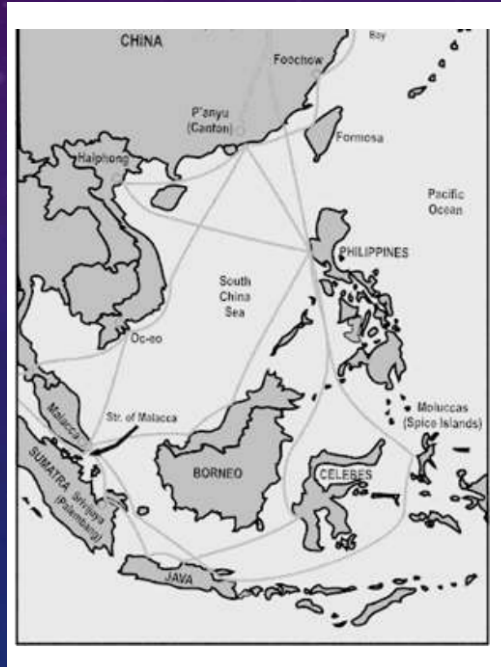 CHINA
Bay
Foochow
P'anyu
(Canton)
Formosa
Haiphong
Pacific
Ocean
PHILIPPINES
South
China
Sea
Oc-eo
Moluccas
(Spice Islands)
Malacca
Str. of Malacca
SUMATRA
Srivijaya
(Palembang)
BORNEO
CELEBES
JAVA